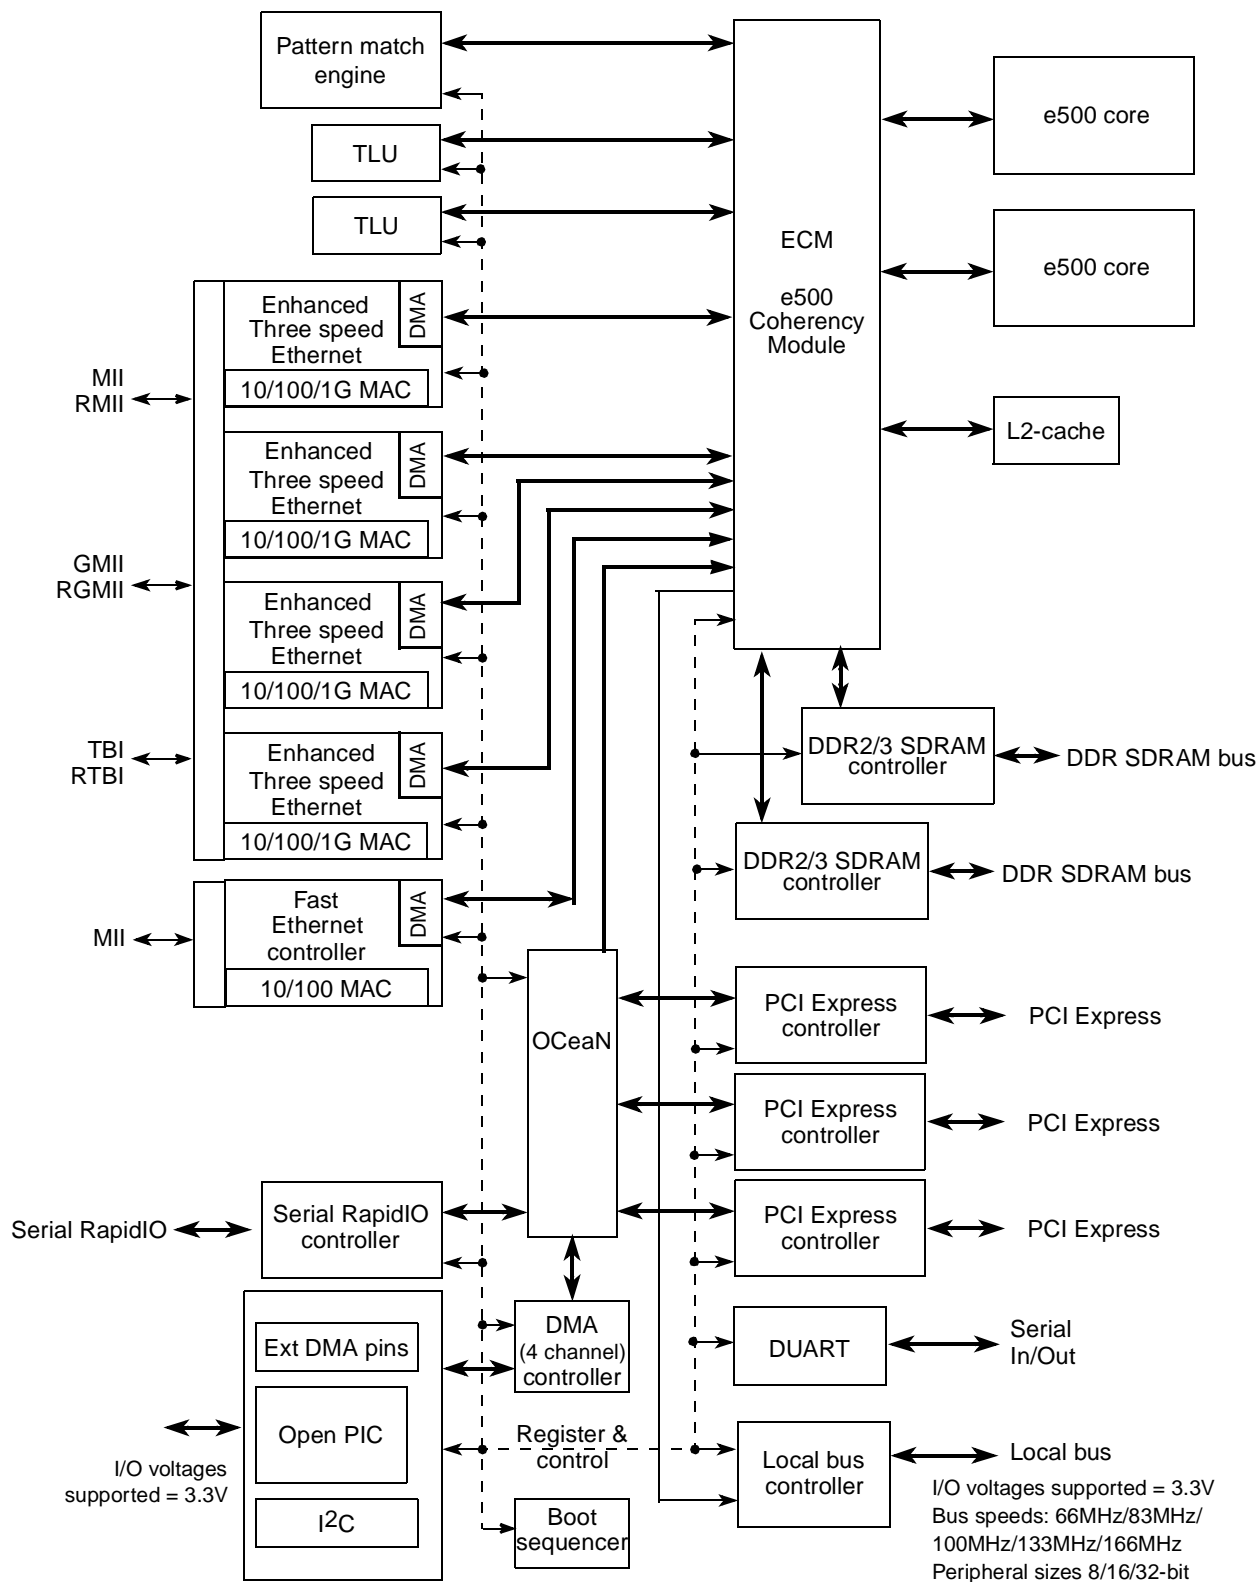 Pattern match
engine
TLU
TLU
Enhanced
Three speed
Ethernet
DMA
10/100/1G MAC
MII
RMII
Enhanced
Three speed
Ethernet
DMA
10/100/1G MAC
GMII
RGMII
Enhanced
Three speed
Ethernet
DMA
10/100/1G MAC
TBI
RTBI
Enhanced
Three speed
Ethernet
DMA
10/100/1G MAC
MII
Fast
Ethernet
controller
DMA
10/100 MAC
ECM
e500
Coherency
Module
e500 core
e500 core
L2-cache
DDR2/3 SDRAM
controller
DDR SDRAM bus
DDR2/3 SDRAM
controller
DDR SDRAM bus
OCeaN
PCI Express
controller
PCI Express
PCI Express
controller
PCI Express
PCI Express
controller
PCI Express
Serial RapidIO
Serial RapidIO
controller
DMA
(4 channel)
controller
Ext DMA pins
Open PIC
I2C
I/O voltages
supported = 3.3V
Register &
control
Boot
sequencer
DUART
Serial
In/Out
Local bus
controller
Local bus
I/O voltages supported = 3.3V
Bus speeds: 66MHz/83MHz/
100MHz/133MHz/166MHz
Peripheral sizes 8/16/32-bit